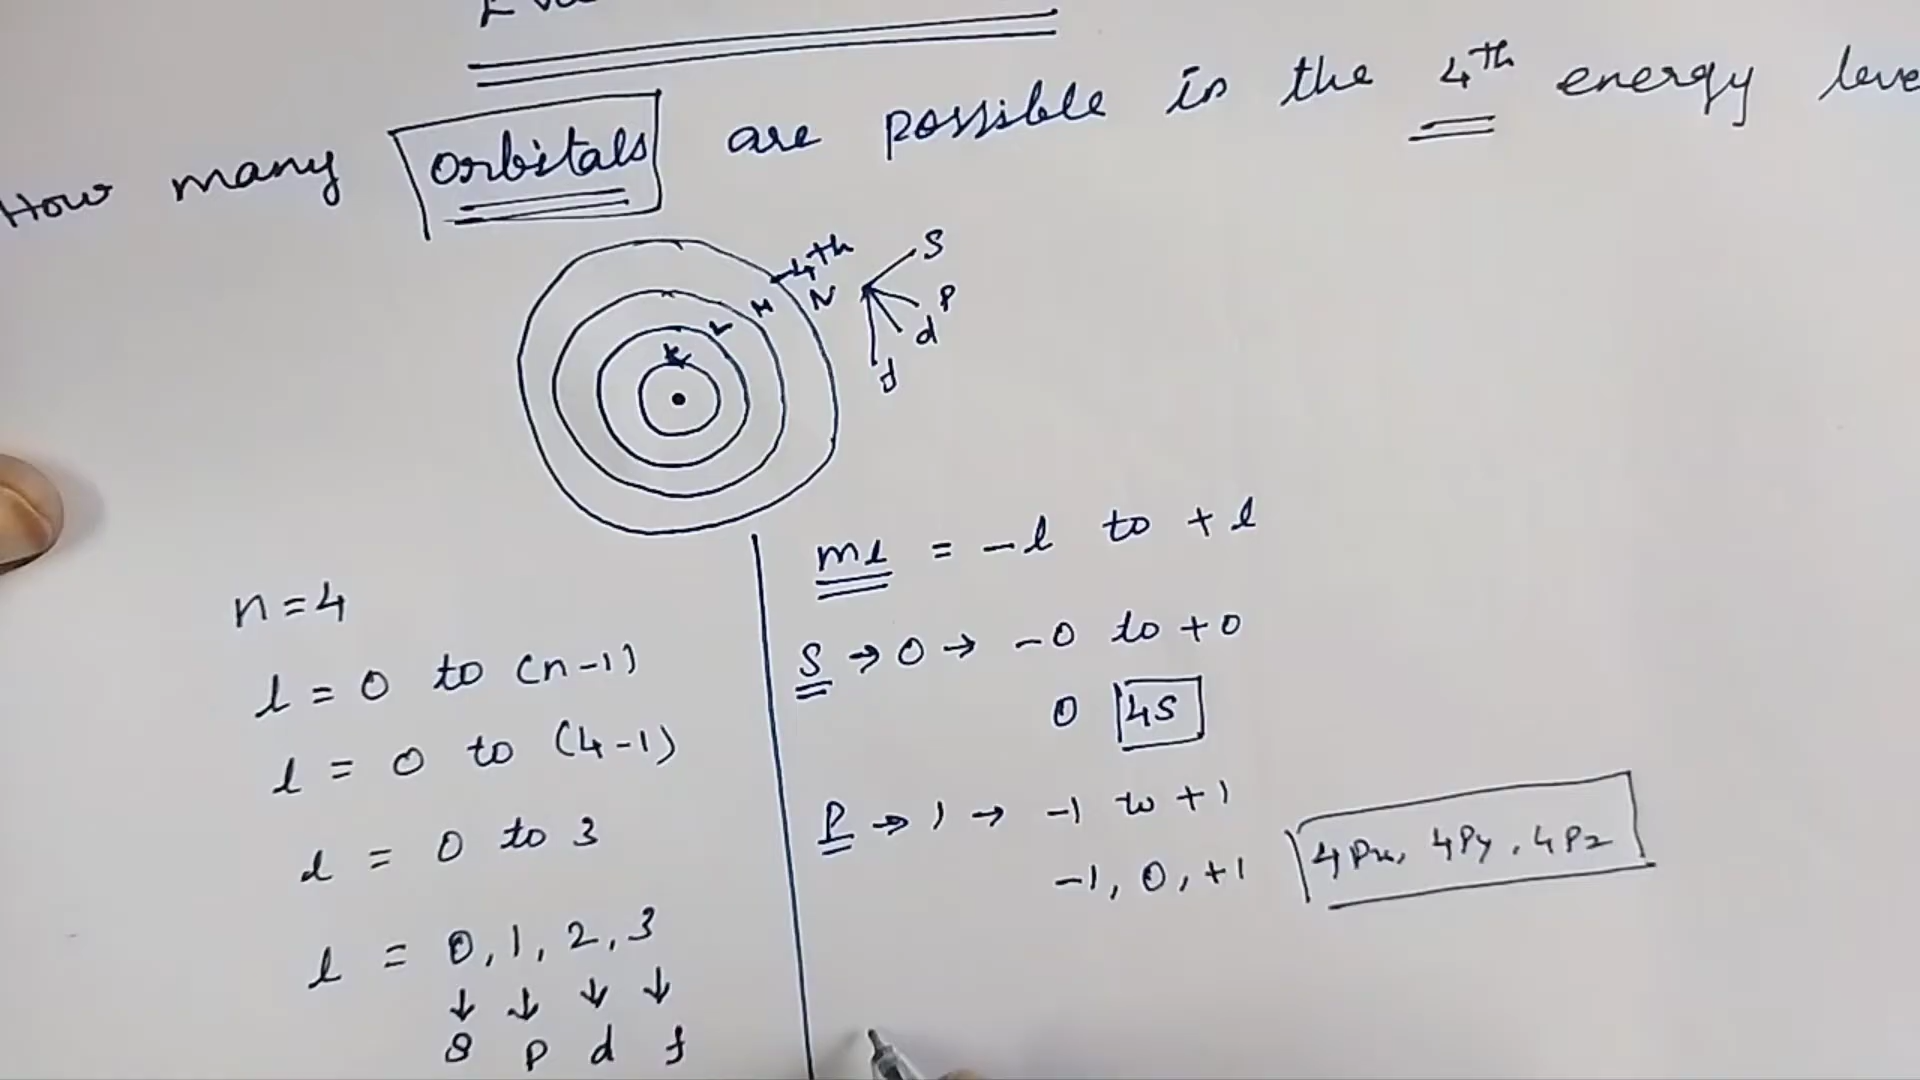 How many orbitals are possible in the 4th energy leve
K L M N
4th
S
P
d
f
n=4
l = 0 to (n-1)
l = 0 to (4-1)
l = 0 to 3
l = 0, 1, 2, 3
↓ ↓ ↓ ↓
s p d f
ml = -l to +l
S → 0 → -0 to +0
0 4S
P → 1 → -1 to +1
-1, 0, +1 4Px, 4Py, 4Pz